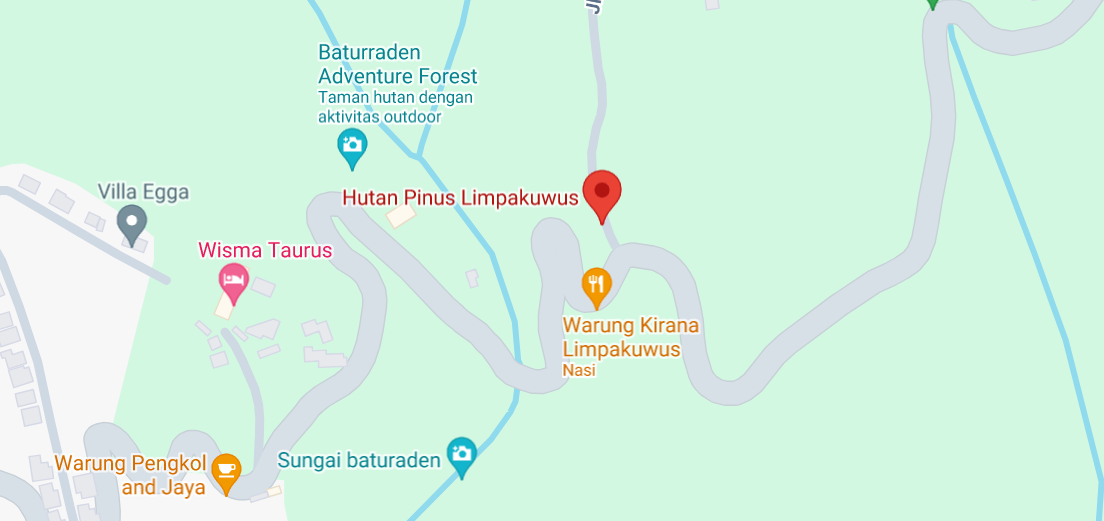 Baturraden
Adventure Forest
Taman hutan dengan
aktivitas outdoor
Villa Egga
Hutan Pinus Limpakuwus
Wisma Taurus
Warung Kirana
Limpakuwus
Nasi
Sungai baturaden
Warung Pengkol
and Jaya